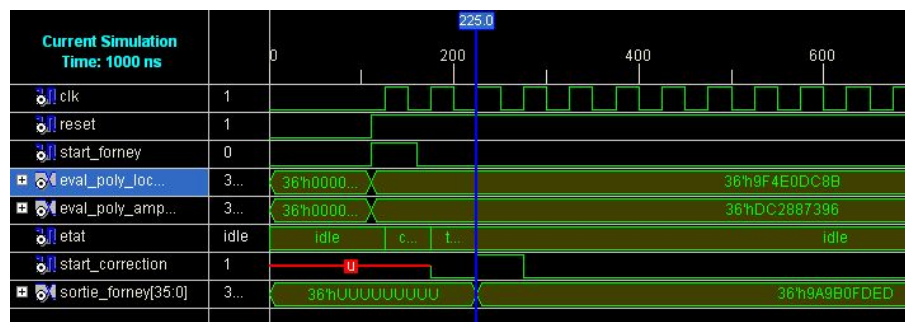 225.0
Current Simulation
Time: 1000 ns
0 200 400 600
clk 1
reset 1
start_forney 0
eval_poly_loc... 3... 36'h0000... 36'h9F4E0DC8B
eval_poly_amp... 3... 36'h0000... 36'hDC2887396
etat idle idle c... t... idle
start_correction 1 U
sortie_forney[35:0] 3... 36'hUUUUUUUUU 36'h9A9B0FDED